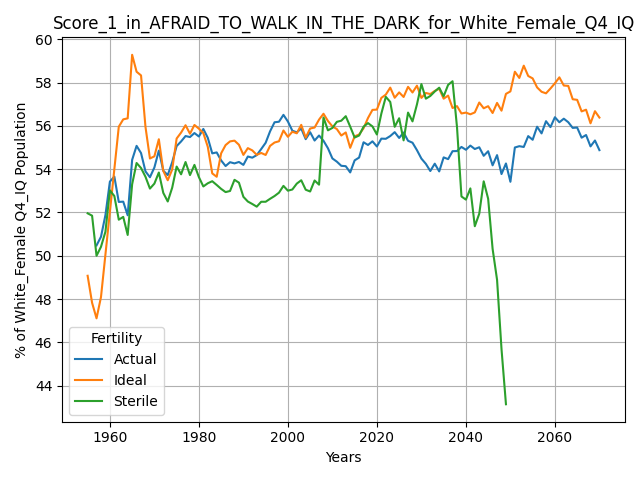 Score_1_in_AFRAID_TO_WALK_IN_THE_DARK_for_White_Female_Q4_IQ
60
58
56
54
52
50
48
46
44
% of White_Female Q4_IQ Population
Fertility
Actual
Ideal
Sterile
1960 1980 2000 2020 2040 2060
Years